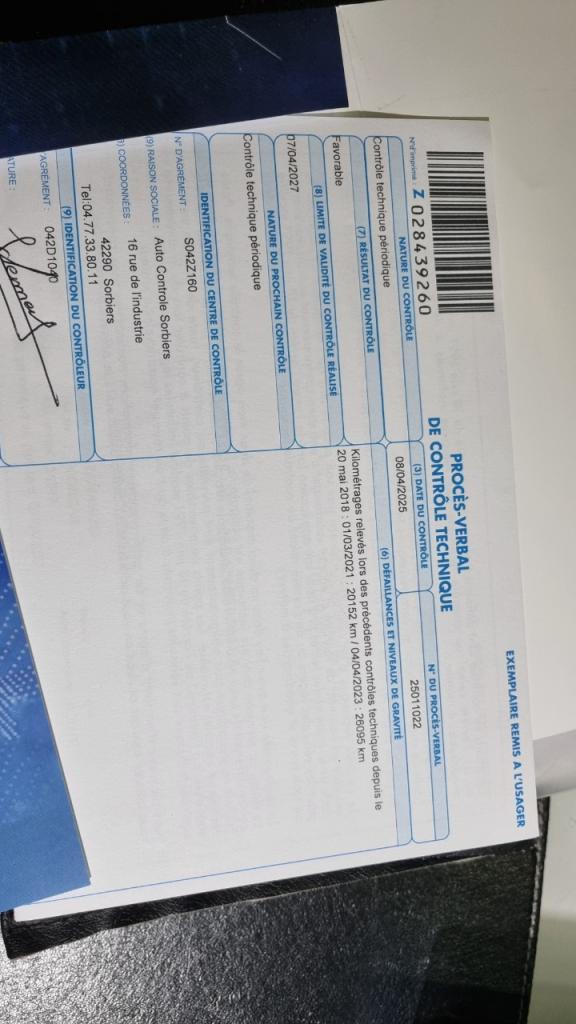 EXEMPLAIRE REMIS A L'USAGER
PROCÈS-VERBAL
DE CONTRÔLE TECHNIQUE
N° d'imprimé : Z 028439260
NATURE DU CONTRÔLE
Contrôle technique périodique
(3) DATE DU CONTRÔLE
08/04/2025
N° DU PROCÈS-VERBAL
25011022
(7) RÉSULTAT DU CONTRÔLE
Favorable
(8) LIMITE DE VALIDITÉ DU CONTRÔLE RÉALISÉ
07/04/2027
NATURE DU PROCHAIN CONTRÔLE
Contrôle technique périodique
(6) DÉFAILLANCES ET NIVEAUX DE GRAVITÉ
Kilométrages relevés lors des précédents contrôles techniques depuis le
20 mai 2018 : 01/03/2021 : 20152 km / 04/04/2023 : 26095 km
IDENTIFICATION DU CENTRE DE CONTRÔLE
N° D'AGRÉMENT : S042Z160
(9) RAISON SOCIALE : Auto Controle Sorbiers
COORDONNÉES : 16 rue de l'industrie
42290 Sorbiers
Tel:04.77.33.80.11
(9) IDENTIFICATION DU CONTRÔLEUR
AGRÉMENT : 042D1040
ATURE :